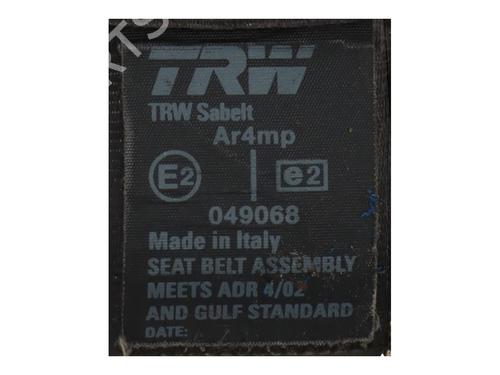 TRW
TRW Sabelt
Ar4mp
E2 e2
049068
Made in Italy
SEAT BELT ASSEMBLY
MEETS ADR 4/02
AND GULF STANDARD
DATE: